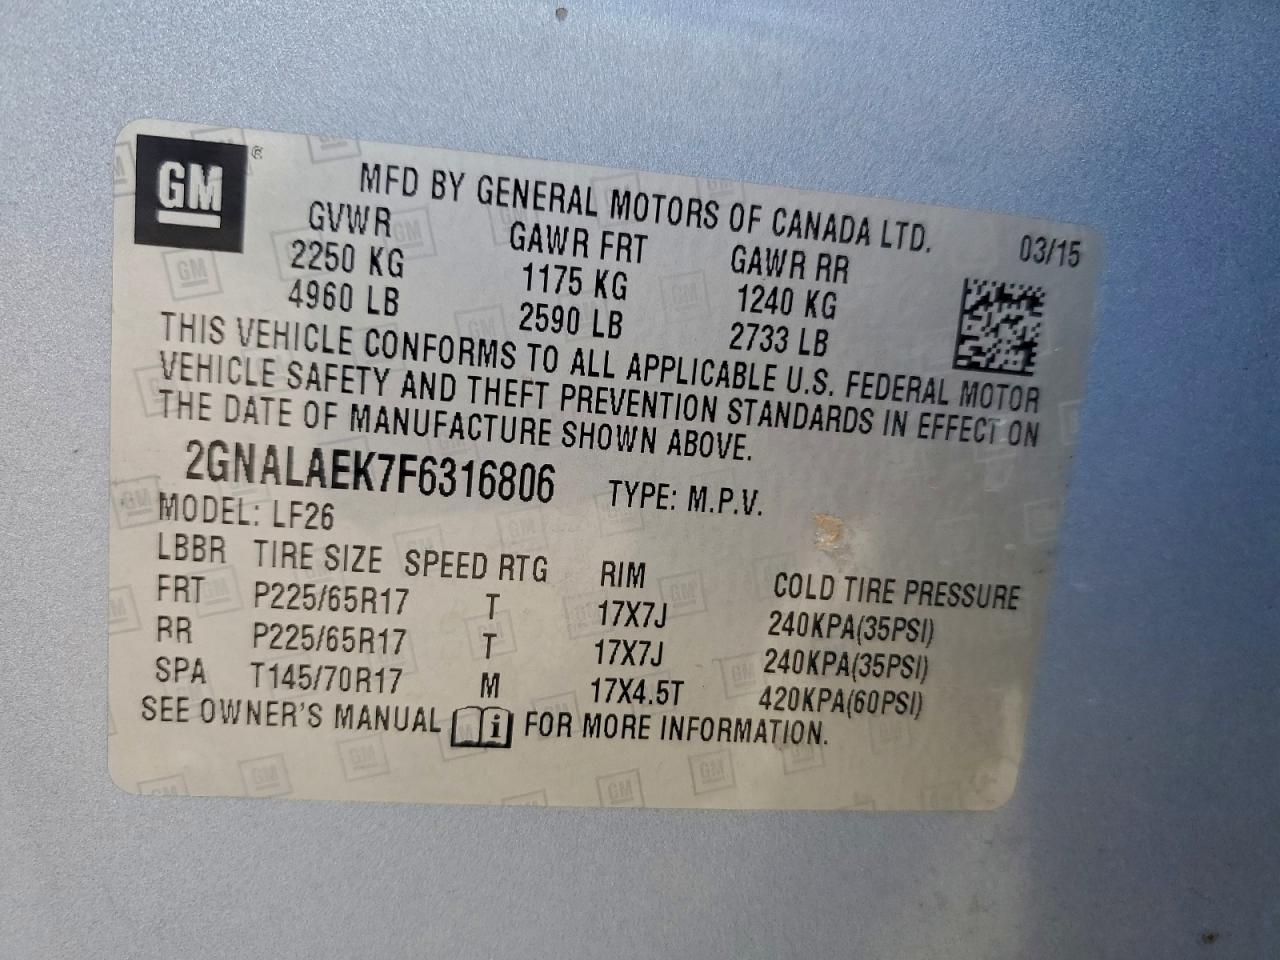 GM ®
MFD BY GENERAL MOTORS OF CANADA LTD.
03/15
GVWR GAWR FRT GAWR RR
2250 KG 1175 KG 1240 KG
4960 LB 2590 LB 2733 LB
THIS VEHICLE CONFORMS TO ALL APPLICABLE U.S. FEDERAL MOTOR
VEHICLE SAFETY AND THEFT PREVENTION STANDARDS IN EFFECT ON
THE DATE OF MANUFACTURE SHOWN ABOVE.
2GNALAEK7F6316806 TYPE: M.P.V.
MODEL: LF26
LBBR TIRE SIZE SPEED RTG RIM COLD TIRE PRESSURE
FRT P225/65R17 T 17X7J 240KPA(35PSI)
RR P225/65R17 T 17X7J 240KPA(35PSI)
SPA T145/70R17 M 17X4.5T 420KPA(60PSI)
SEE OWNER'S MANUAL i FOR MORE INFORMATION.